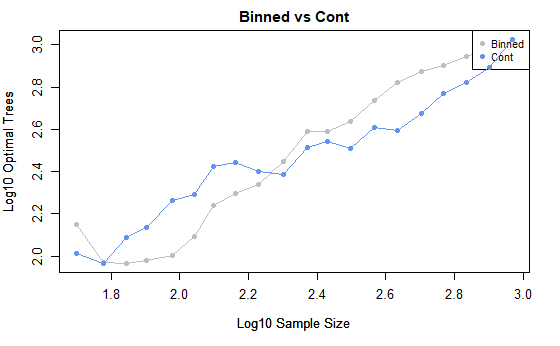 Binned vs Cont
Binned
Cont
Log10 Optimal Trees
3.0
2.8
2.6
2.4
2.2
2.0
1.8 2.0 2.2 2.4 2.6 2.8 3.0
Log10 Sample Size